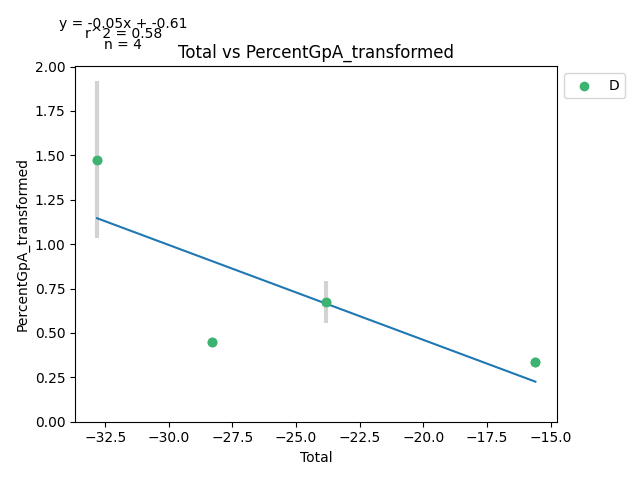 y = -0.05x + -0.61
r^2 = 0.58
n = 4
Total vs PercentGpA_transformed
D
2.00
1.75
1.50
1.25
1.00
0.75
0.50
0.25
0.00
PercentGpA_transformed
−32.5 −30.0 −27.5 −25.0 −22.5 −20.0 −17.5 −15.0
Total